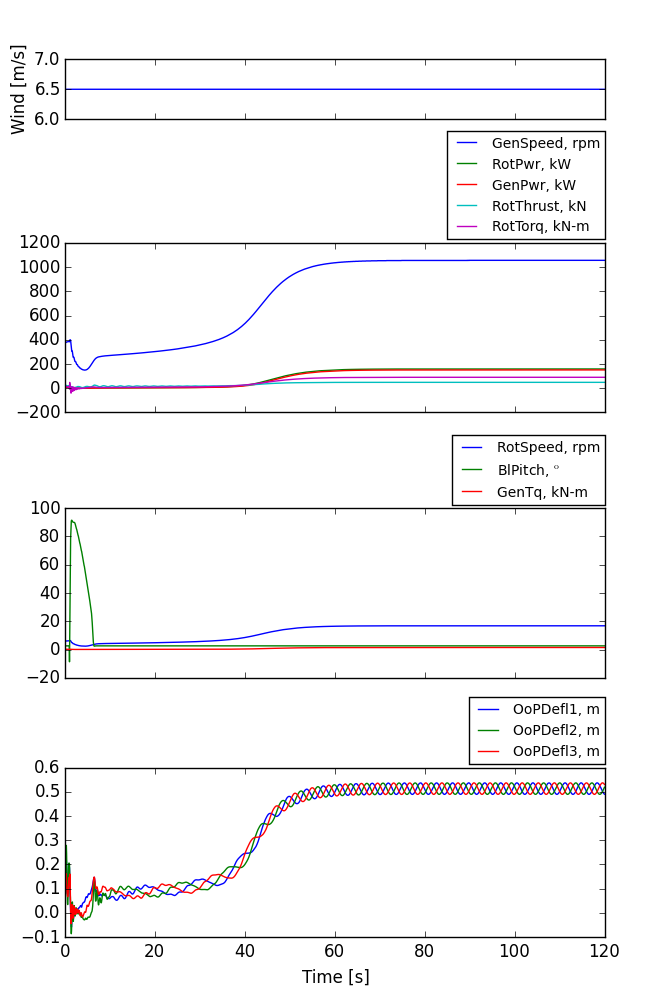 Wind [m/s]
7.0
6.5
6.0
GenSpeed, rpm
RotPwr, kW
GenPwr, kW
RotThrust, kN
RotTorq, kN-m
1200
1000
800
600
400
200
0
−200
RotSpeed, rpm
BlPitch, °
GenTq, kN-m
100
80
60
40
20
0
−20
OoPDefl1, m
OoPDefl2, m
OoPDefl3, m
0.6
0.5
0.4
0.3
0.2
0.1
0.0
−0.1
0 20 40 60 80 100 120
Time [s]